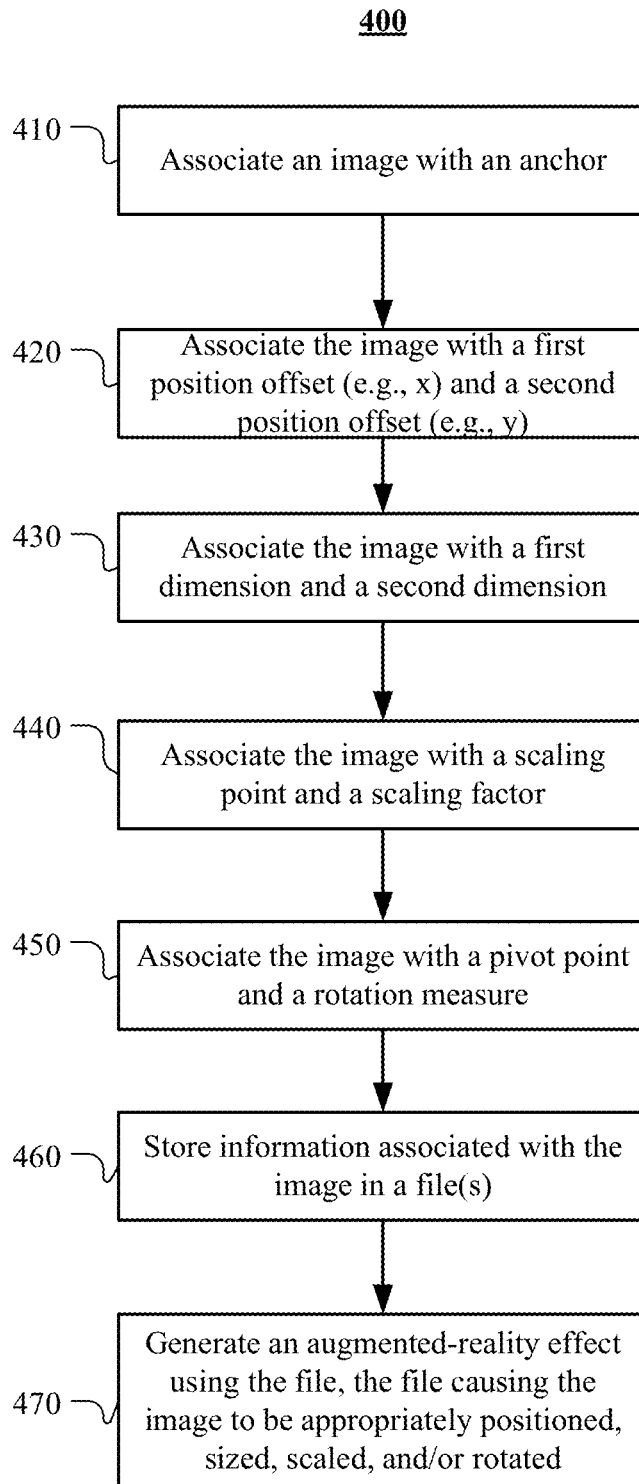 400
410
Associate an image with an anchor
420
Associate the image with a first
position offset (e.g., x) and a second
position offset (e.g., y)
430
Associate the image with a first
dimension and a second dimension
440
Associate the image with a scaling
point and a scaling factor
450
Associate the image with a pivot point
and a rotation measure
460
Store information associated with the
image in a file(s)
470
Generate an augmented-reality effect
using the file, the file causing the
image to be appropriately positioned,
sized, scaled, and/or rotated